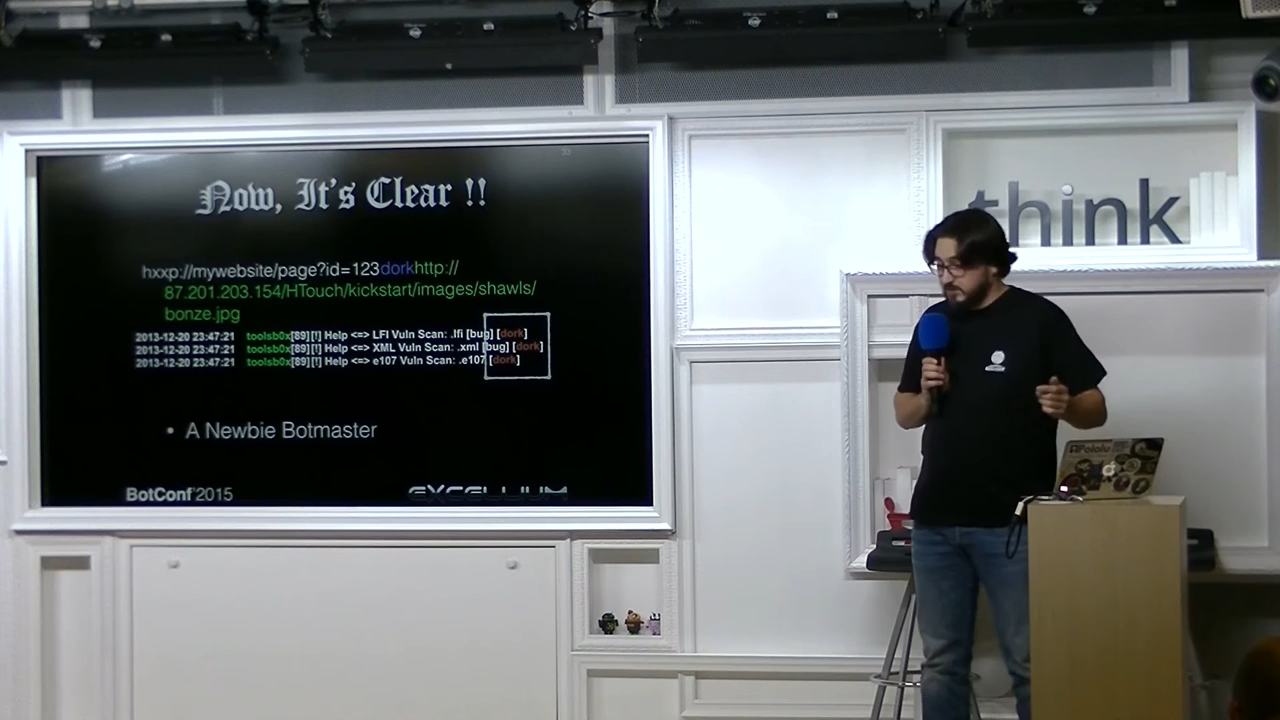 33
Now, It's Clear !!
hxxp://mywebsite/page?id=123dorkhttp://
87.201.203.154/HTouch/kickstart/images/shawls/
bonze.jpg
2013-12-20 23:47:21 toolsb0x[89][!] Help <=> LFI Vuln Scan: .lfi [bug] [dork]
2013-12-20 23:47:21 toolsb0x[89][!] Help <=> XML Vuln Scan: .xml [bug] [dork]
2013-12-20 23:47:21 toolsb0x[89][!] Help <=> e107 Vuln Scan: .e107 [dork]
• A Newbie Botmaster
BotConf'2015
EXCELLIUM
think
Pololu